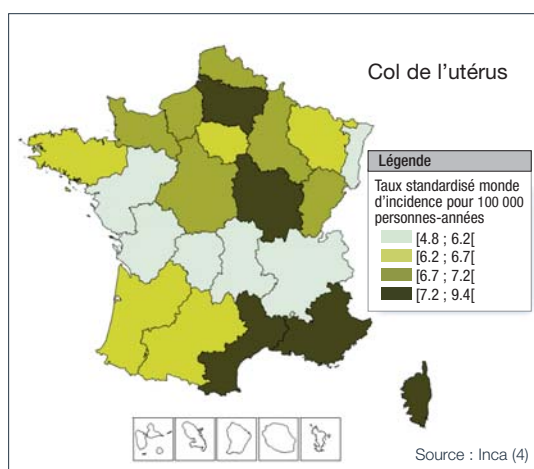 Col de l’utérus
Légende
Taux standardisé monde
d’incidence pour 100 000
personnes-années
[4.8 ; 6.2[
[6.2 ; 6.7[
[6.7 ; 7.2[
[7.2 ; 9.4[
Source : Inca (4)